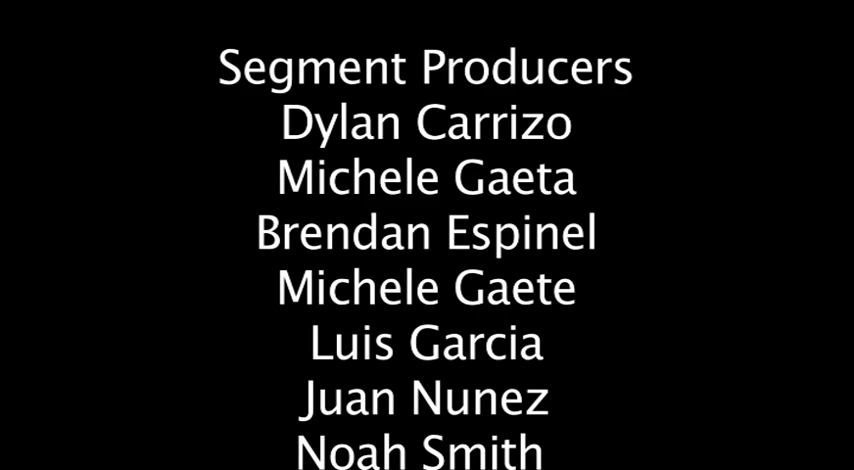 Segment Producers
Dylan Carrizo
Michele Gaeta
Brendan Espinel
Michele Gaete
Luis Garcia
Juan Nunez
Noah Smith